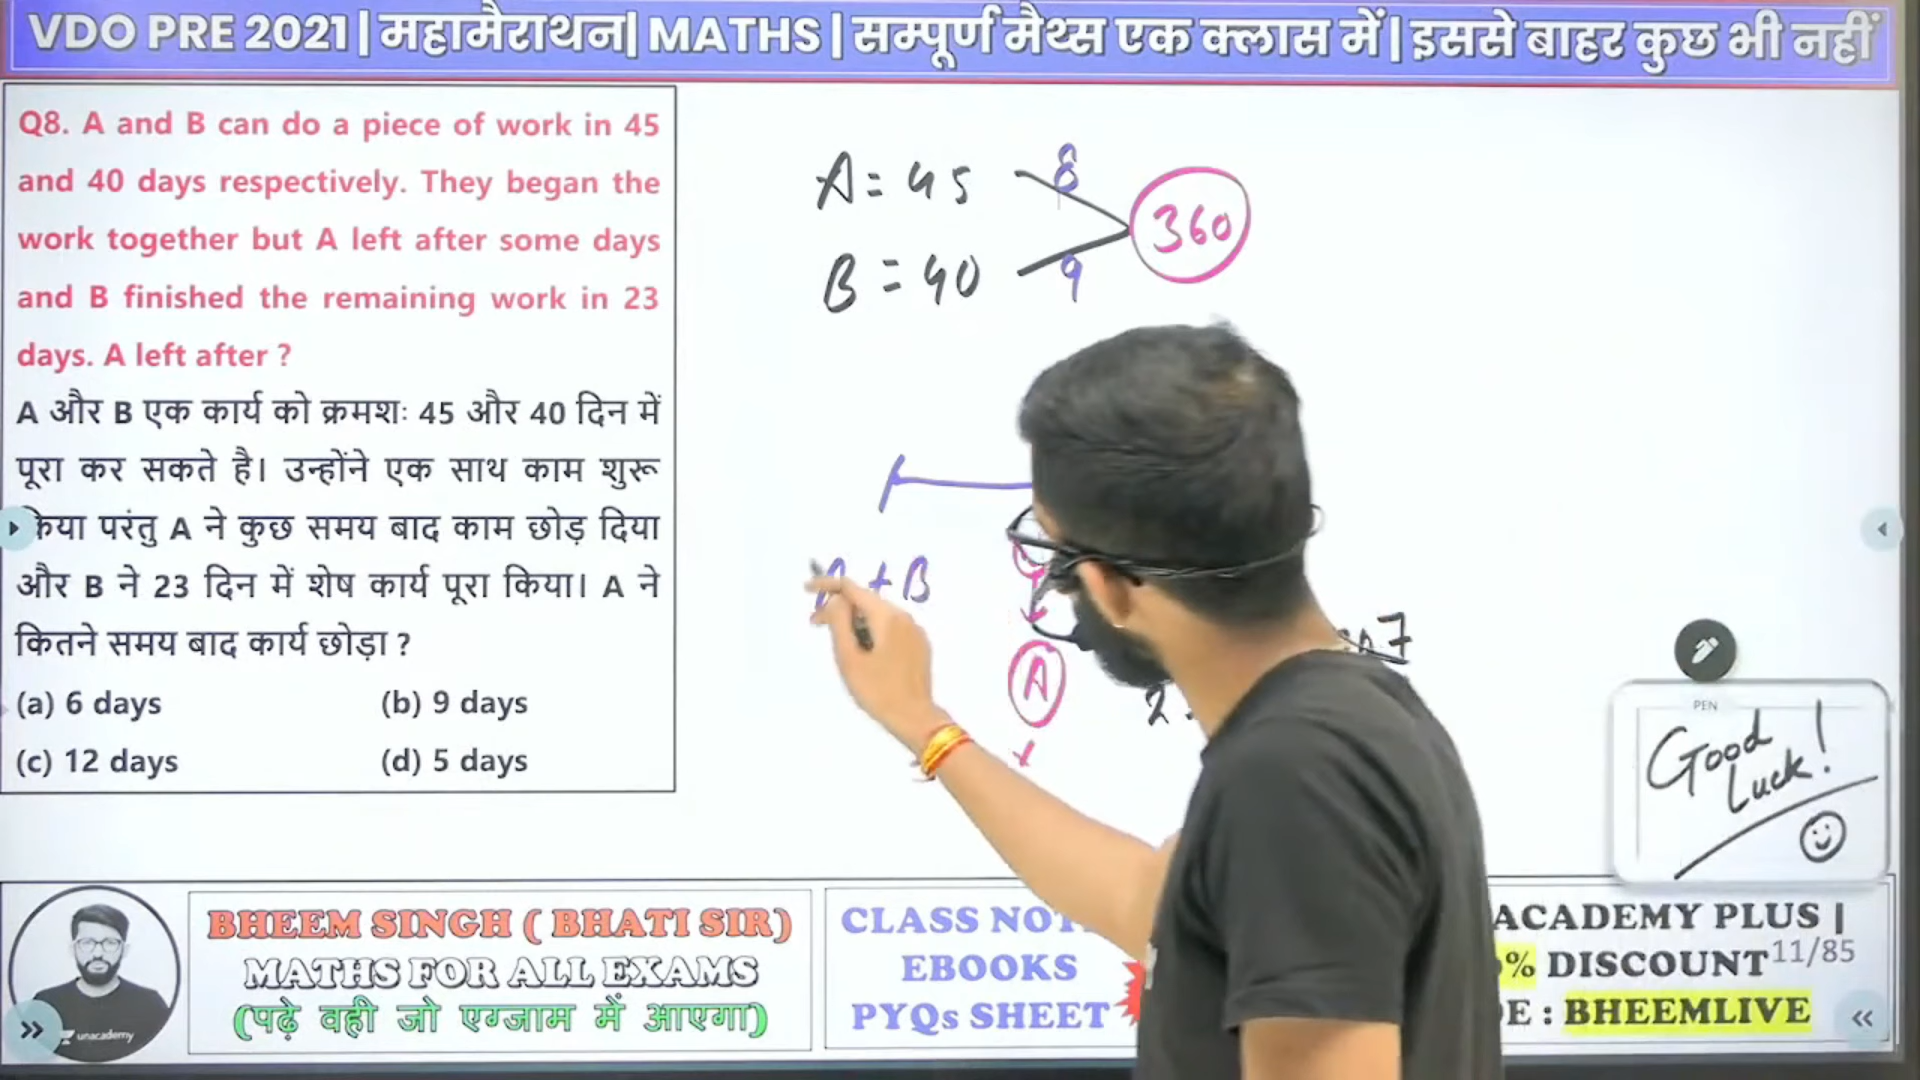 VDO PRE 2021 | महामैराथन| MATHS | सम्पूर्ण मैथ्स एक क्लास में | इससे बाहर कुछ भी नहीं
Q8. A and B can do a piece of work in 45
and 40 days respectively. They began the
work together but A left after some days
and B finished the remaining work in 23
days. A left after ?
A और B एक कार्य को क्रमशः 45 और 40 दिन में
पूरा कर सकते है। उन्होंने एक साथ काम शुरू
किया परंतु A ने कुछ समय बाद काम छोड़ दिया
और B ने 23 दिन में शेष कार्य पूरा किया। A ने
कितने समय बाद कार्य छोड़ा ?
(a) 6 days (b) 9 days
(c) 12 days (d) 5 days
A = 45 8
360
B = 40 9
+ B
A
7
2
PEN
Good
Luck!
BHEEM SINGH ( BHATI SIR)
MATHS FOR ALL EXAMS
(पढ़े वही जो एग्जाम में आएगा)
unacademy
CLASS
EBOOKS
PYQs SHEET
ACADEMY PLUS |
% DISCOUNT 11/85
E : BHEEMLIVE